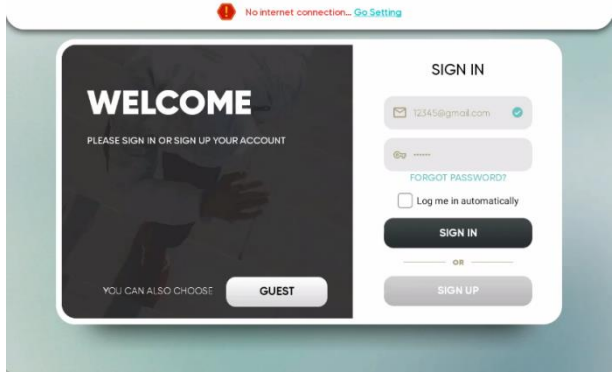 No internet connection... Go Setting
WELCOME
PLEASE SIGN IN OR SIGN UP YOUR ACCOUNT
YOU CAN ALSO CHOOSE
GUEST
SIGN IN
12345@gmail.com
······
FORGOT PASSWORD?
Log me in automatically
SIGN IN
OR
SIGN UP